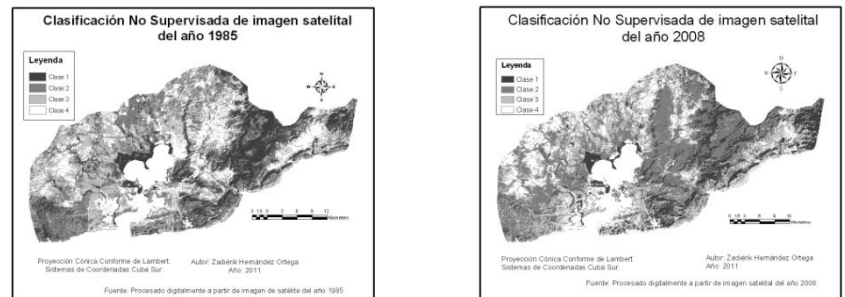 Clasificación No Supervisada de imagen satelital
del año 1985
Leyenda
Clase 1
Clase 2
Clase 3
Clase 4
Kilometers
Proyección Cónica Conforme de Lambert.
Sistemas de Coordenadas Cuba Sur.
Autor: Zadierik Hernández Ortega
Año: 2011
Fuente: Procesado digitalmente a partir de imagen de satélite del año 1985
Clasificación No Supervisada de imagen satelital
del año 2008
Leyenda
Clase 1
Clase 2
Clase 3
Clase 4
Proyección Cónica Conforme de Lambert
Sistemas de Coordenadas Cuba Sur
Autor: Zadierik Hernández Ortega
Año: 2011
Fuente: Procesado digitalmente a partir de imagen satelital del año 2008